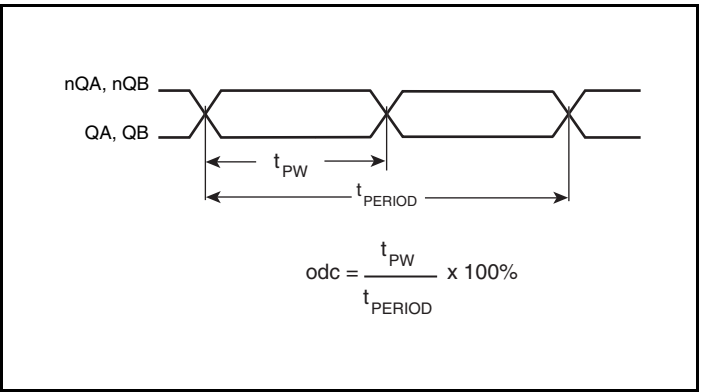 nQA, nQB
QA, QB
tPW
tPERIOD
odc = tPW / tPERIOD x 100%